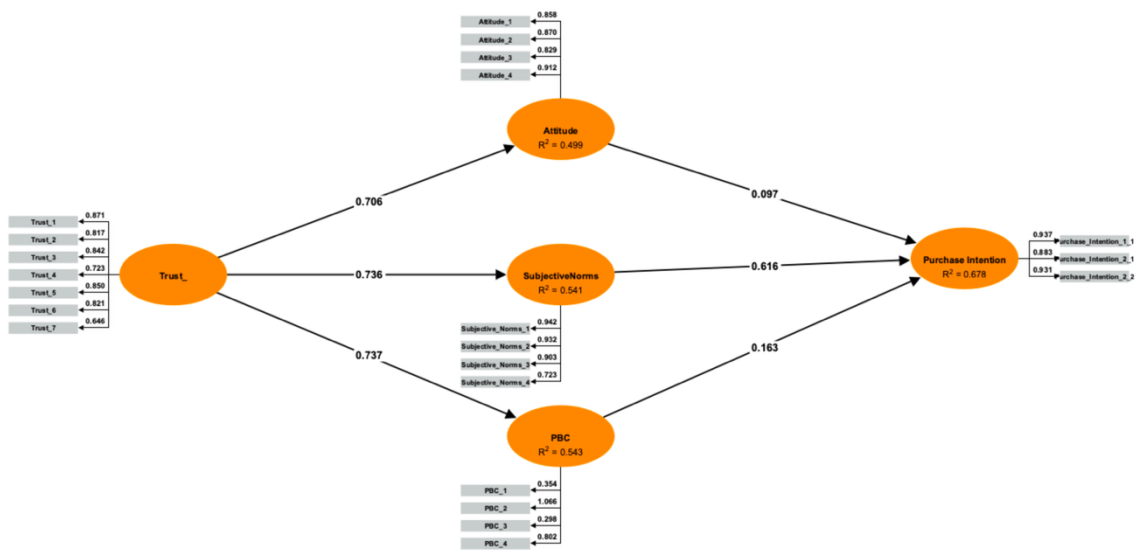 0.858
Attitude_1
0.870
Attitude_2
0.829
Attitude_3
0.912
Attitude_4
Attitude
R² = 0.499
0.706
0.097
0.871
Trust_1
0.817
Trust_2
0.842
Trust_3
0.723
Trust_4
0.850
Trust_5
0.821
Trust_6
0.646
Trust_7
Trust_
0.736
SubjectiveNorms
R² = 0.541
0.616
Purchase Intention
R² = 0.678
0.937
urchase_Intention_1_1
0.883
urchase_Intention_2_1
0.931
urchase_Intention_2_2
0.942
Subjective_Norms_1
0.932
Subjective_Norms_2
0.903
Subjective_Norms_3
0.723
Subjective_Norms_4
0.737
0.163
PBC
R² = 0.543
0.354
PBC_1
1.066
PBC_2
0.298
PBC_3
0.802
PBC_4